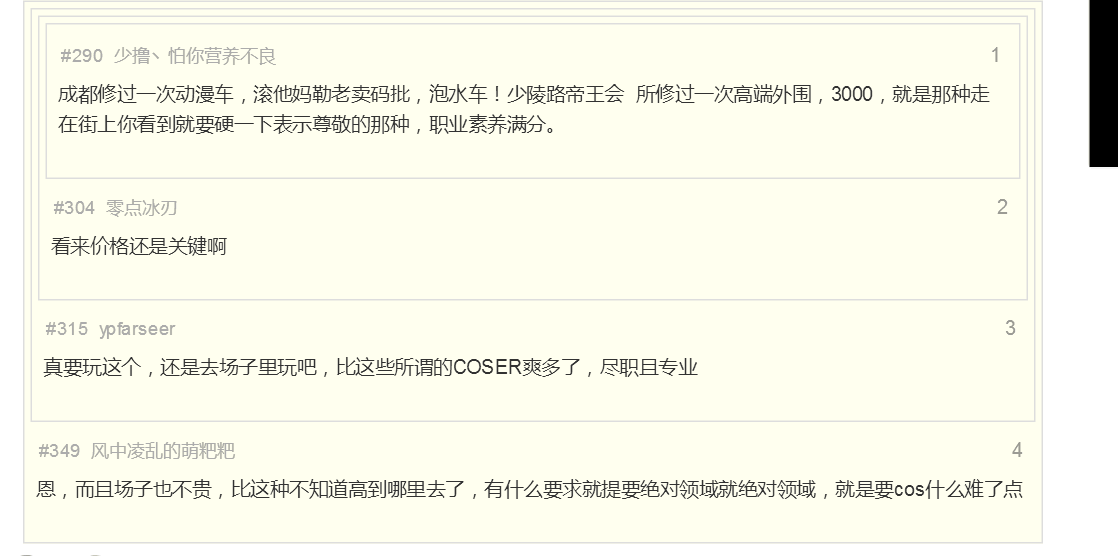 #290 少撸丶怕你营养不良 1
成都修过一次动漫车，滚他妈勒老卖码批，泡水车！少陵路帝王会 所修过一次高端外围，3000，就是那种走
在街上你看到就要硬一下表示尊敬的那种，职业素养满分。
#304 零点冰刃 2
看来价格还是关键啊
#315 ypfarseer 3
真要玩这个，还是去场子里玩吧，比这些所谓的COSER爽多了，尽职且专业
#349 风中凌乱的萌粑粑 4
恩，而且场子也不贵，比这种不知道高到哪里去了，有什么要求就提要绝对领域就绝对领域，就是要cos什么难了点